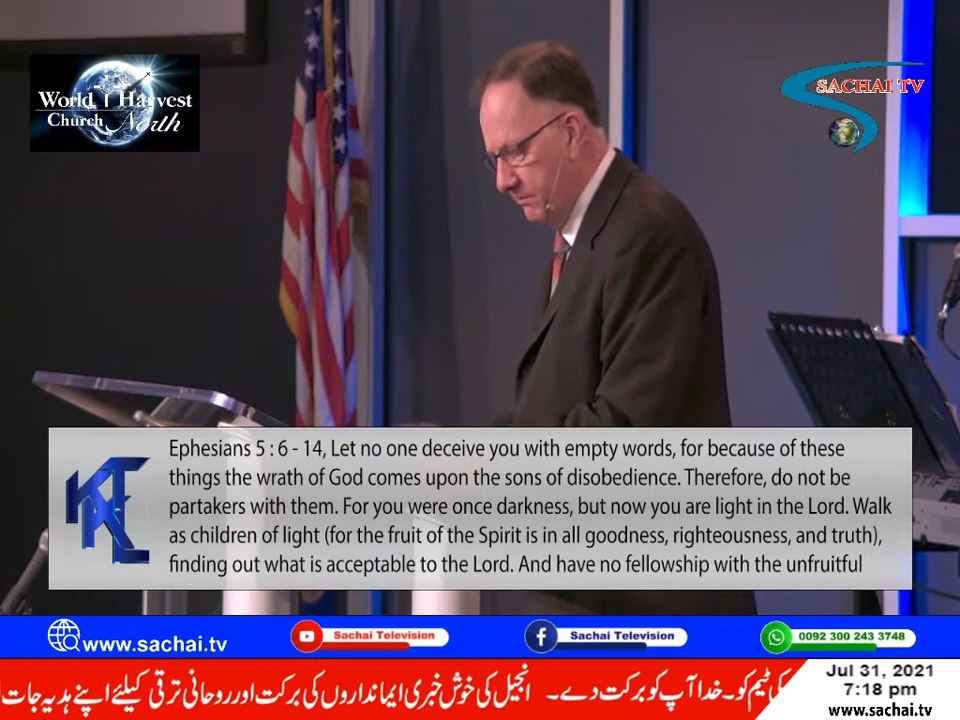 World Harvest
Church North
SACHAI TV
Ephesians 5 : 6 - 14, Let no one deceive you with empty words, for because of these
things the wrath of God comes upon the sons of disobedience. Therefore, do not be
partakers with them. For you were once darkness, but now you are light in the Lord. Walk
as children of light (for the fruit of the Spirit is in all goodness, righteousness, and truth),
finding out what is acceptable to the Lord. And have no fellowship with the unfruitful
www.sachai.tv
Sachai Television
Sachai Television
0092 300 243 3748
کی ٹیم کو۔ خدا آپ کو برکت دے۔ انجیل کی خوش خبری ایمانداروں کی برکت اور روحانی ترقی کیلئے اپنے ہدیہ جات
Jul 31, 2021
7:18 pm
www.sachai.tv